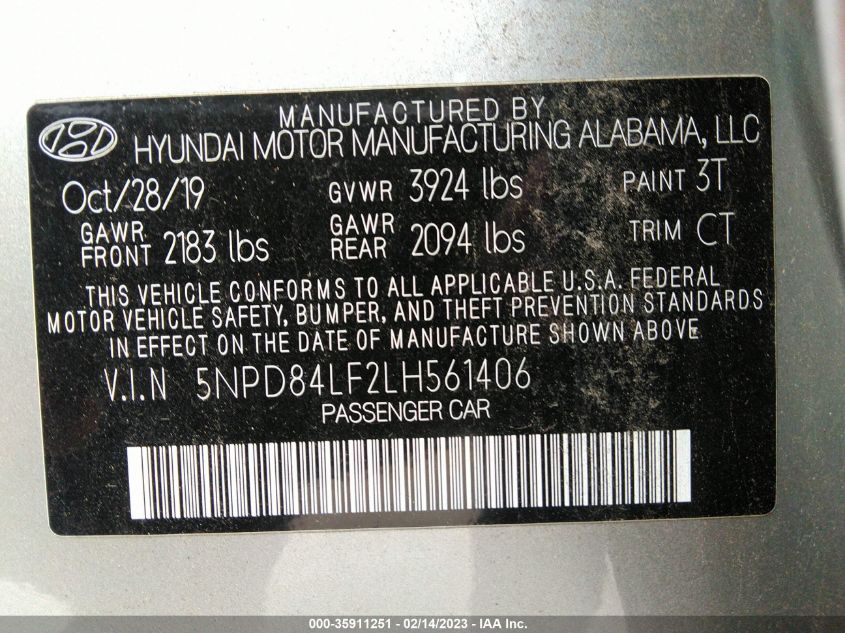 MANUFACTURED BY
HYUNDAI MOTOR MANUFACTURING ALABAMA, LLC
Oct/28/19 GVWR 3924 lbs PAINT 3T
GAWR FRONT 2183 lbs GAWR REAR 2094 lbs TRIM CT
THIS VEHICLE CONFORMS TO ALL APPLICABLE U.S.A. FEDERAL
MOTOR VEHICLE SAFETY, BUMPER, AND THEFT PREVENTION STANDARDS
IN EFFECT ON THE DATE OF MANUFACTURE SHOWN ABOVE
V.I.N 5NPD84LF2LH561406
PASSENGER CAR
000-35911251 - 02/14/2023 - IAA Inc.